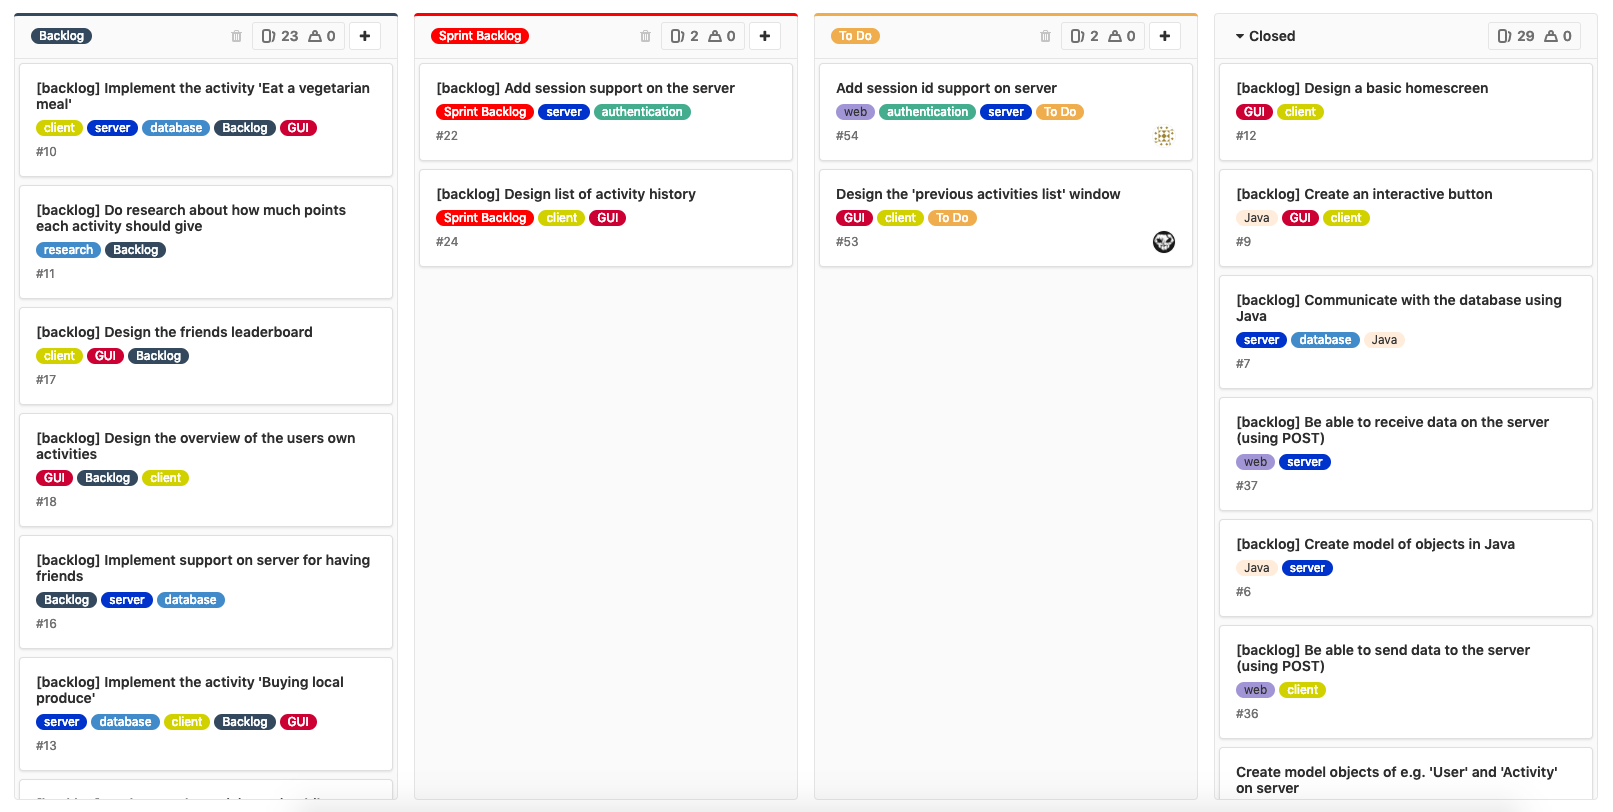 Backlog
23 0
[backlog] Implement the activity 'Eat a vegetarian
meal'
client server database Backlog GUI
#10
[backlog] Do research about how much points
each activity should give
research Backlog
#11
[backlog] Design the friends leaderboard
client GUI Backlog
#17
[backlog] Design the overview of the users own
activities
GUI Backlog client
#18
[backlog] Implement support on server for having
friends
Backlog server database
#16
[backlog] Implement the activity 'Buying local
produce'
server database client Backlog GUI
#13
Sprint Backlog
2 0
[backlog] Add session support on the server
Sprint Backlog server authentication
#22
[backlog] Design list of activity history
Sprint Backlog client GUI
#24
To Do
2 0
Add session id support on server
web authentication server To Do
#54
Design the 'previous activities list' window
GUI client To Do
#53
Closed
29 0
[backlog] Design a basic homescreen
GUI client
#12
[backlog] Create an interactive button
Java GUI client
#9
[backlog] Communicate with the database using
Java
server database Java
#7
[backlog] Be able to receive data on the server
(using POST)
web server
#37
[backlog] Create model of objects in Java
Java server
#6
[backlog] Be able to send data to the server
(using POST)
web client
#36
Create model objects of e.g. 'User' and 'Activity'
on server